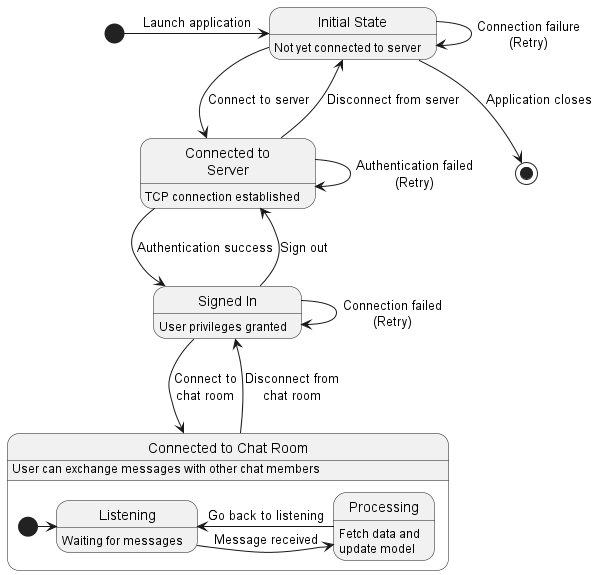 Launch application
Initial State
Not yet connected to server
Connection failure
(Retry)
Connect to server
Disconnect from server
Application closes
Connected to
Server
TCP connection established
Authentication failed
(Retry)
Authentication success
Sign out
Signed In
User privileges granted
Connection failed
(Retry)
Connect to
chat room
Disconnect from
chat room
Connected to Chat Room
User can exchange messages with other chat members
Listening
Waiting for messages
Go back to listening
Message received
Processing
Fetch data and
update model